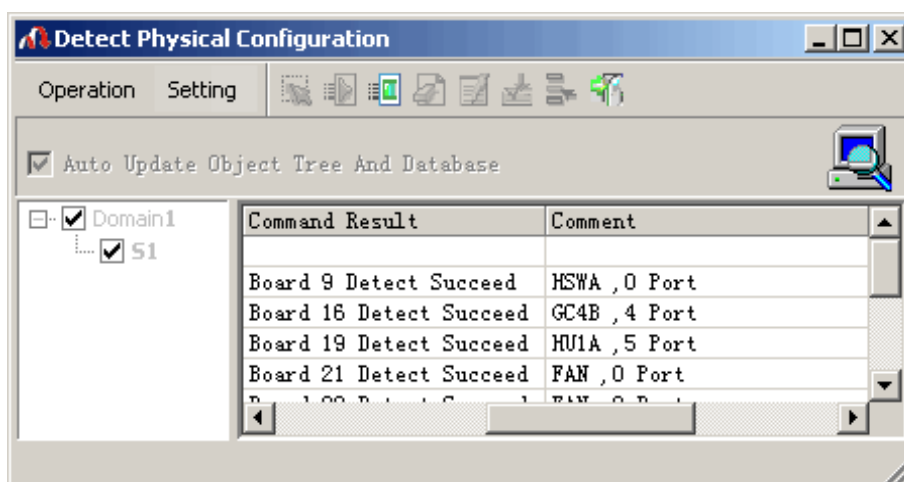 Detect Physical Configuration
Operation Setting
Auto Update Object Tree And Database
Domain1
S1
Command Result Comment
Board 9 Detect Succeed HSWA ,0 Port
Board 16 Detect Succeed GC4B ,4 Port
Board 19 Detect Succeed HU1A ,5 Port
Board 21 Detect Succeed FAN ,0 Port